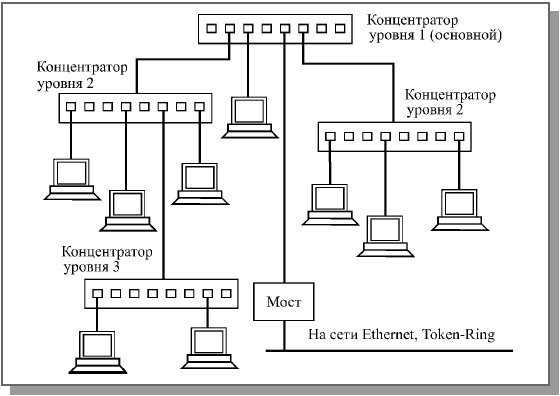 Концентратор
уровня 1 (основной)
Концентратор
уровня 2
Концентратор
уровня 2
Концентратор
уровня 3
Мост
На сети Ethernet, Token-Ring